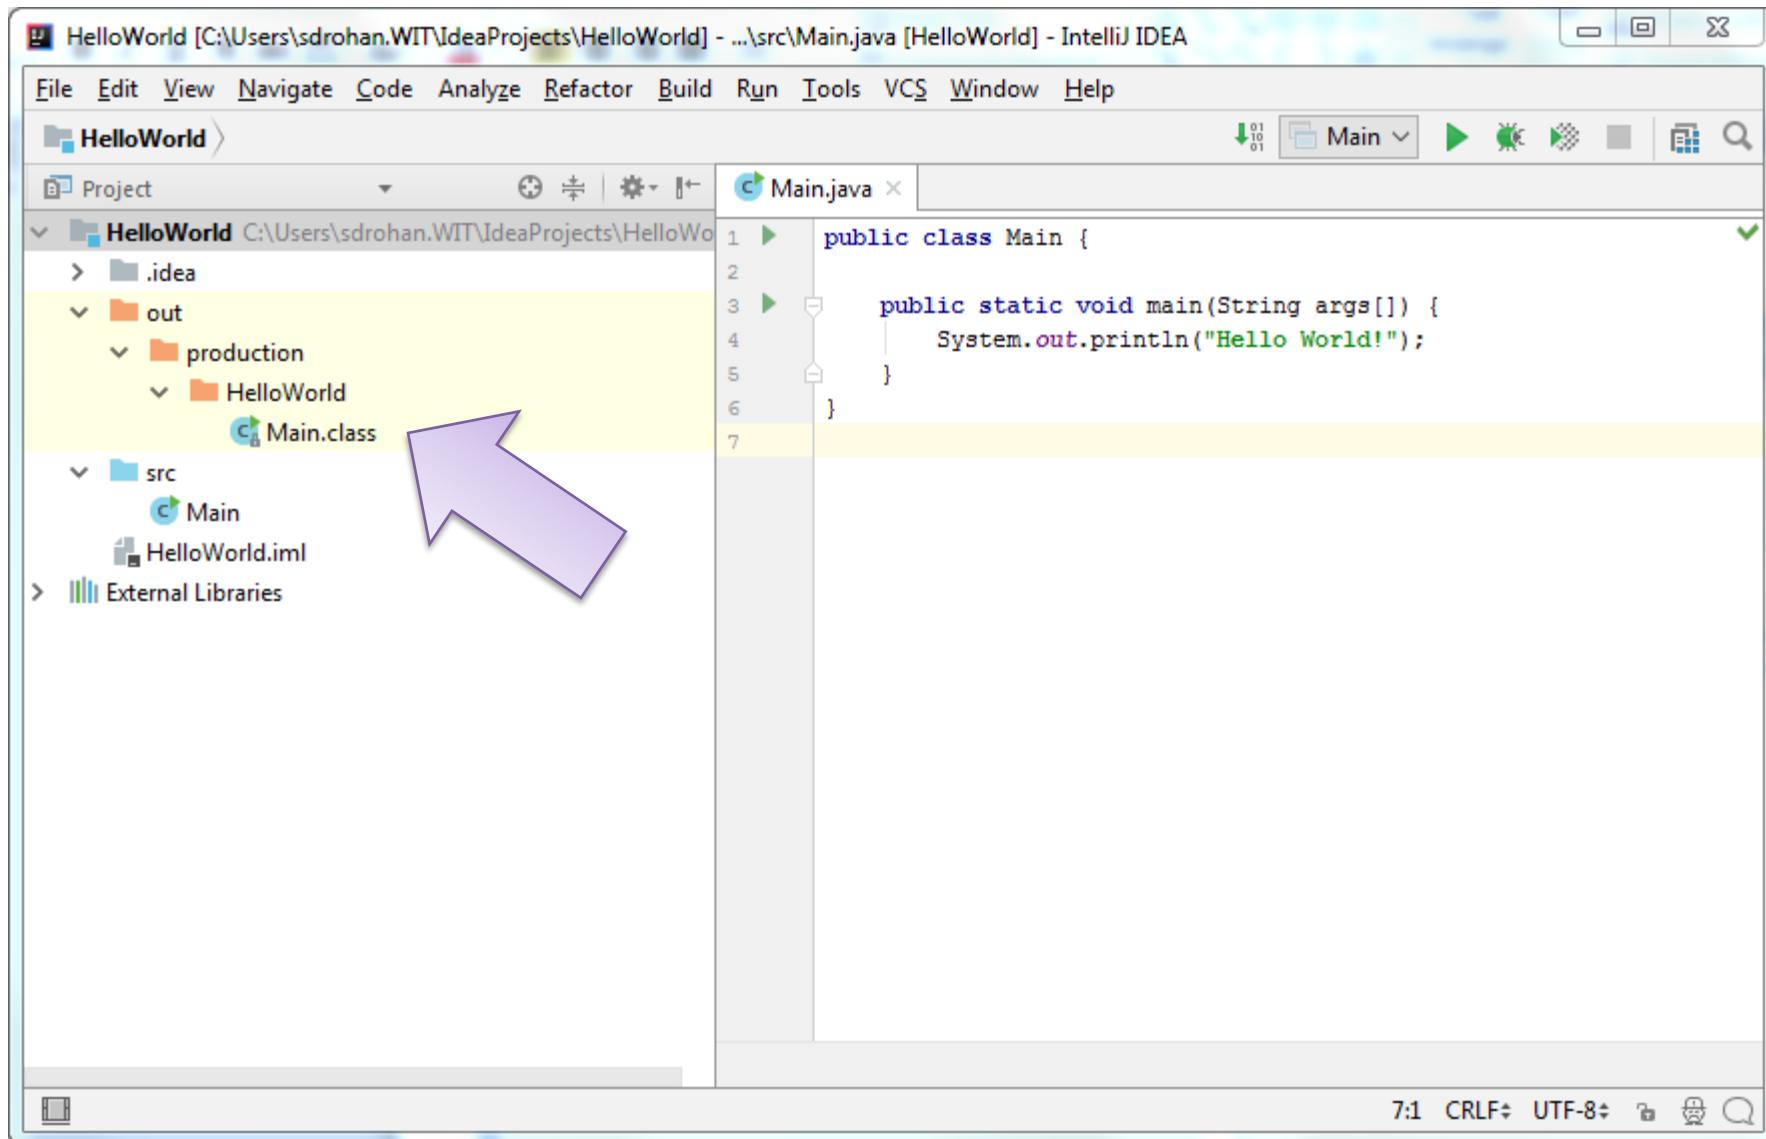 HelloWorld [C:\Users\sdrohan.WIT\IdeaProjects\HelloWorld] - ...\src\Main.java [HelloWorld] - IntelliJ IDEA
File Edit View Navigate Code Analyze Refactor Build Run Tools VCS Window Help
HelloWorld
Main
Project
Main.java
HelloWorld C:\Users\sdrohan.WIT\IdeaProjects\HelloWo
.idea
out
production
HelloWorld
Main.class
src
Main
HelloWorld.iml
External Libraries
1 public class Main {
2
3 public static void main(String args[]) {
4 System.out.println("Hello World!");
5 }
6 }
7
7:1 CRLF UTF-8